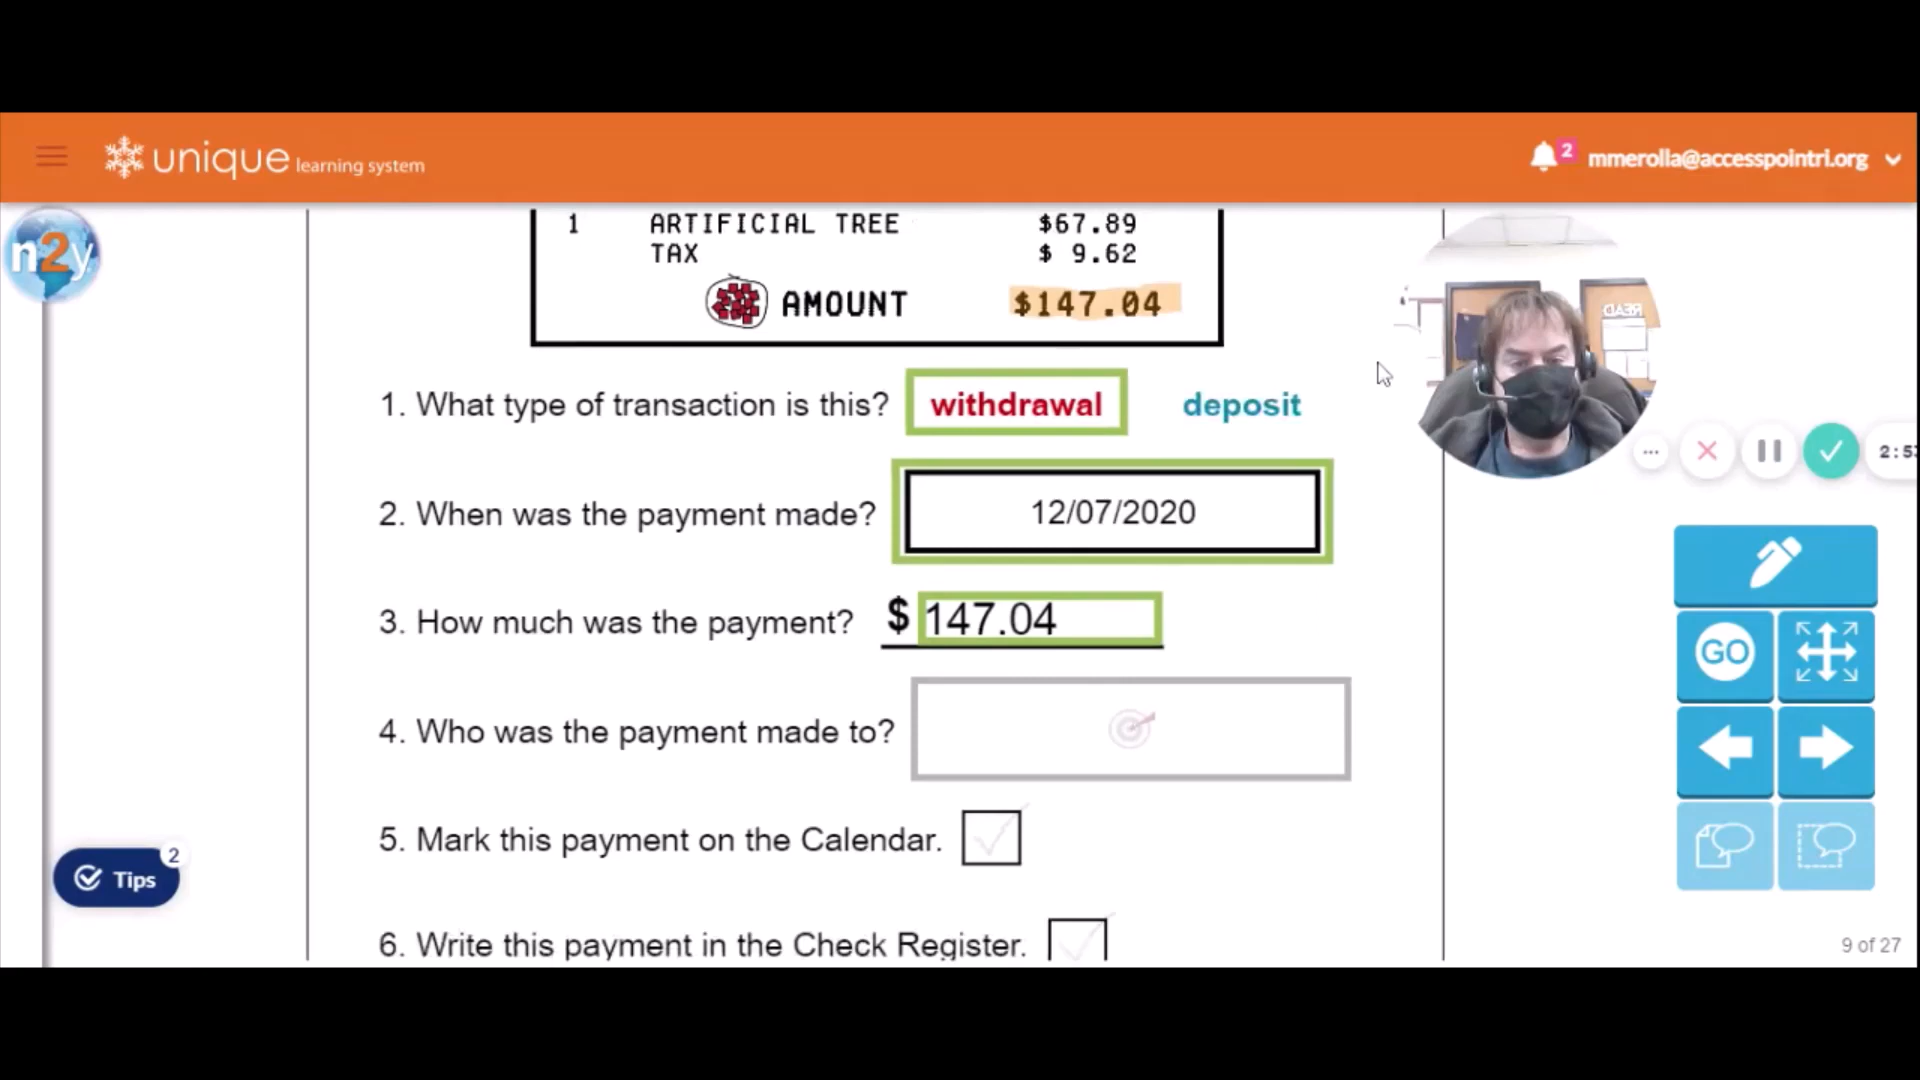 unique learning system
2
mmerolla@accesspointri.org
n2y
1 ARTIFICIAL TREE $67.89
TAX $ 9.62
AMOUNT $147.04
READ
1. What type of transaction is this? withdrawal deposit
2:5
2. When was the payment made? 12/07/2020
3. How much was the payment? $ 147.04
GO
4. Who was the payment made to?
5. Mark this payment on the Calendar.
2
Tips
6. Write this payment in the Check Register.
9 of 27